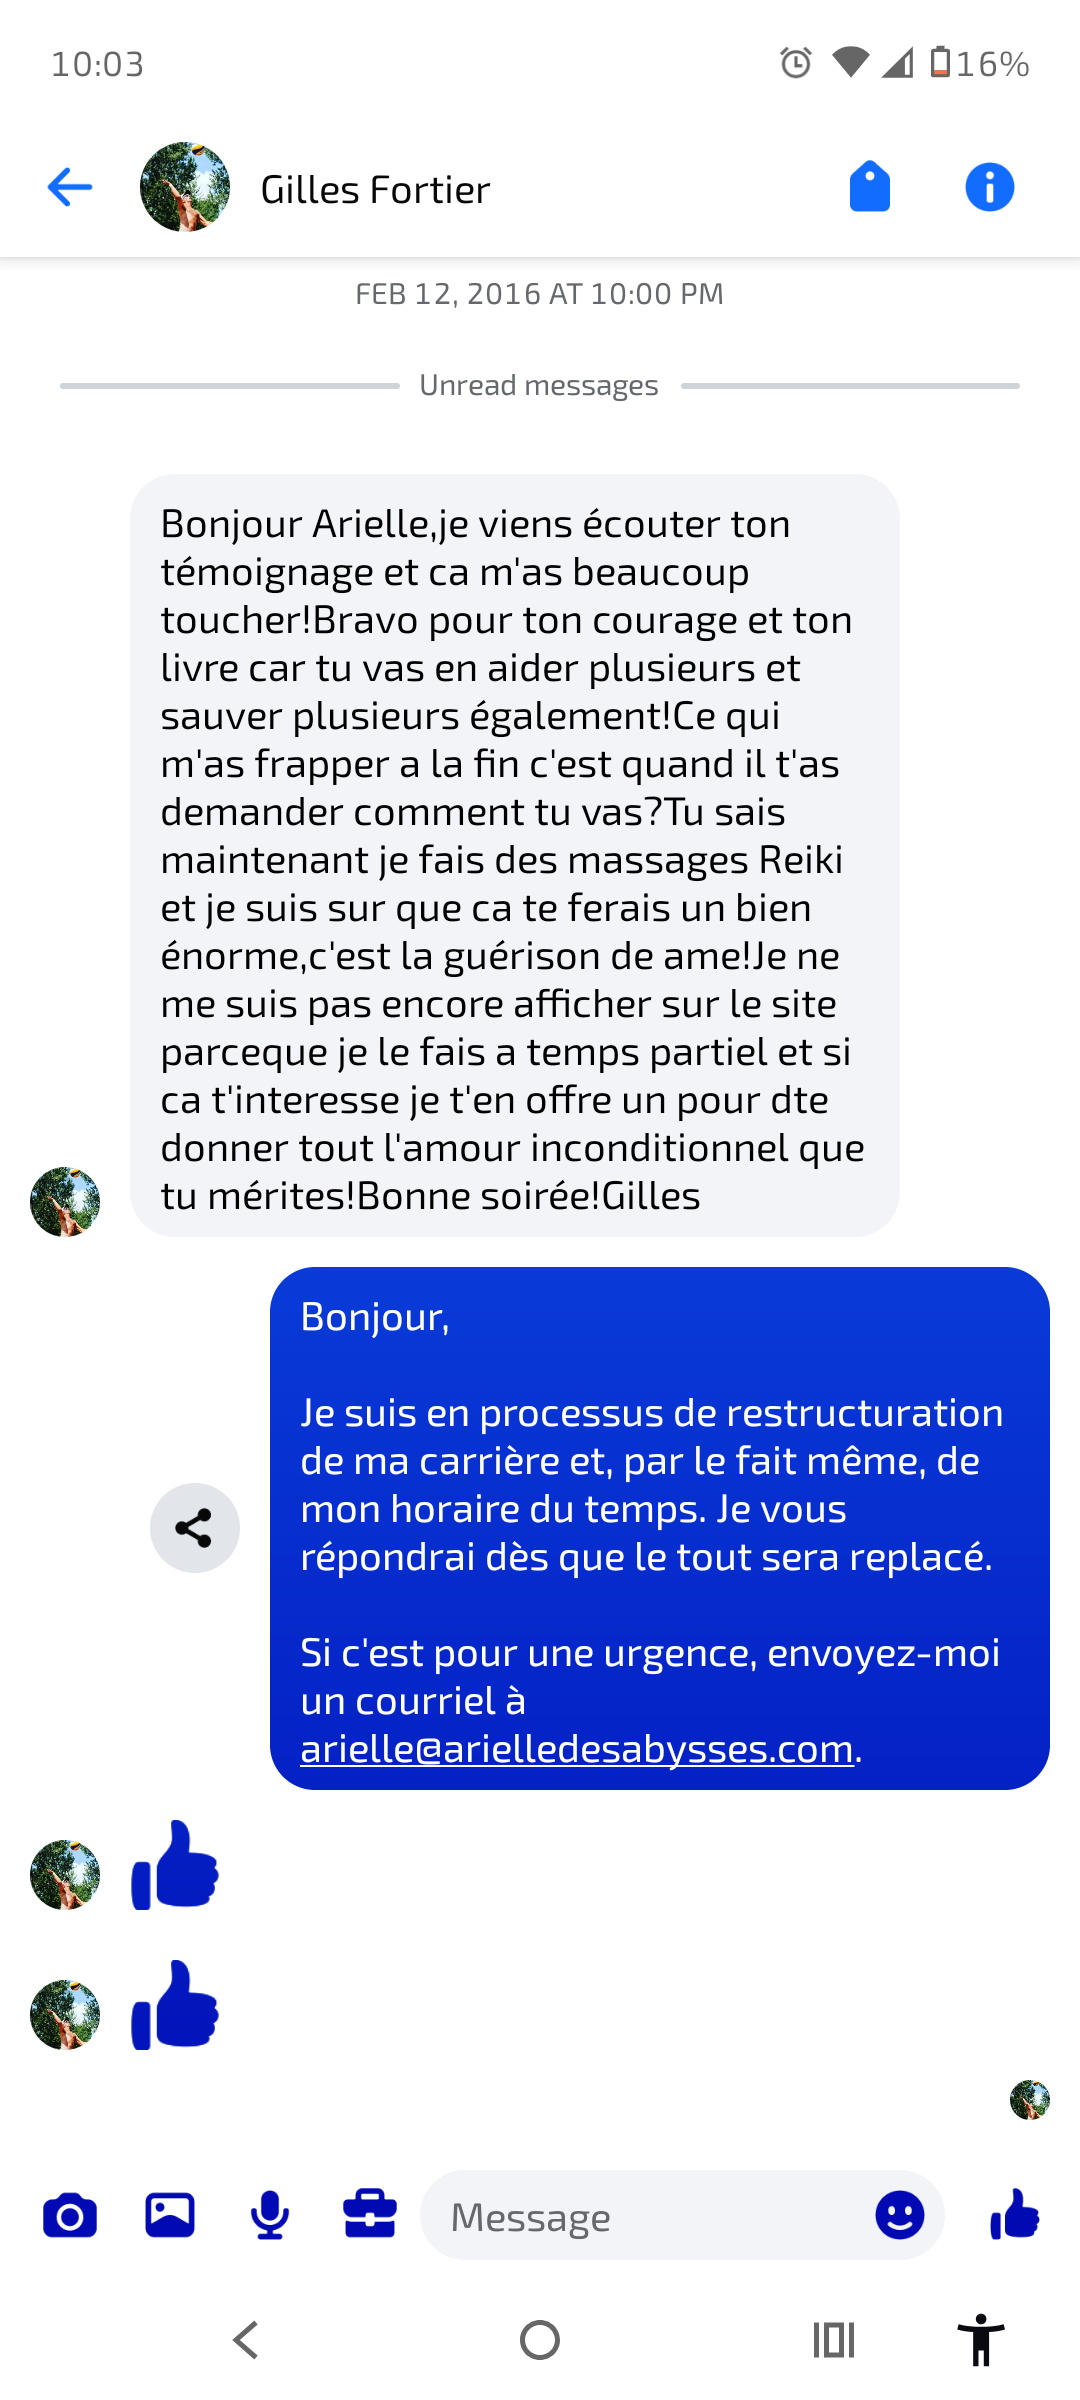 10:03
16%
Gilles Fortier
FEB 12, 2016 AT 10:00 PM
Unread messages
Bonjour Arielle,je viens écouter ton
témoignage et ca m'as beaucoup
toucher!Bravo pour ton courage et ton
livre car tu vas en aider plusieurs et
sauver plusieurs également!Ce qui
m'as frapper a la fin c'est quand il t'as
demander comment tu vas?Tu sais
maintenant je fais des massages Reiki
et je suis sur que ca te ferais un bien
énorme,c'est la guérison de ame!Je ne
me suis pas encore afficher sur le site
parceque je le fais a temps partiel et si
ca t'interesse je t'en offre un pour dte
donner tout l'amour inconditionnel que
tu mérites!Bonne soirée!Gilles
Bonjour,
Je suis en processus de restructuration
de ma carrière et, par le fait même, de
mon horaire du temps. Je vous
répondrai dès que le tout sera replacé.
Si c'est pour une urgence, envoyez-moi
un courriel à
arielle@arielledesabysses.com.
Message